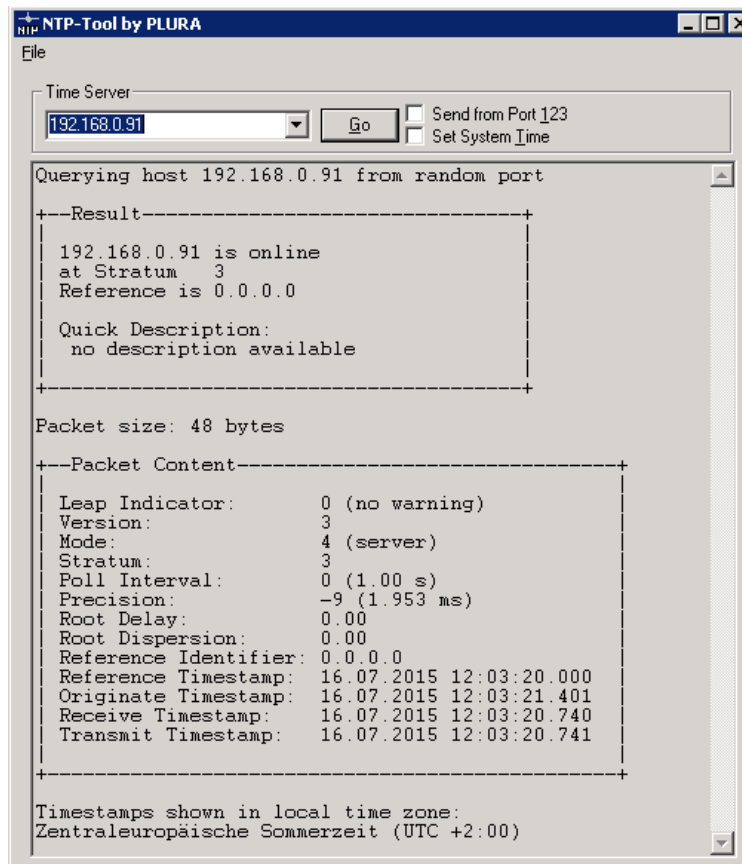 NTP NTP-Tool by PLURA
File
Time Server
192.168.0.91
Go
Send from Port 123
Set System Time
Querying host 192.168.0.91 from random port
+--Result--------------------------------+
192.168.0.91 is online
at Stratum   3
Reference is 0.0.0.0
Quick Description:
no description available
+----------------------------------------+
Packet size: 48 bytes
+--Packet Content--------------------------------+
Leap Indicator:       0 (no warning)
Version:              3
Mode:                 4 (server)
Stratum:              3
Poll Interval:        0 (1.00 s)
Precision:            -9 (1.953 ms)
Root Delay:           0.00
Root Dispersion:      0.00
Reference Identifier: 0.0.0.0
Reference Timestamp:  16.07.2015 12:03:20.000
Originate Timestamp:  16.07.2015 12:03:21.401
Receive Timestamp:    16.07.2015 12:03:20.740
Transmit Timestamp:   16.07.2015 12:03:20.741
+------------------------------------------------+
Timestamps shown in local time zone:
Zentraleuropäische Sommerzeit (UTC +2:00)